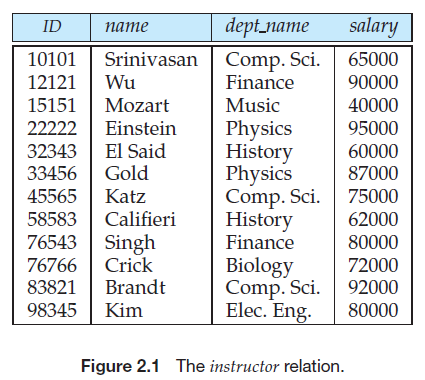 ID name dept_name salary
10101 Srinivasan Comp. Sci. 65000
12121 Wu Finance 90000
15151 Mozart Music 40000
22222 Einstein Physics 95000
32343 El Said History 60000
33456 Gold Physics 87000
45565 Katz Comp. Sci. 75000
58583 Califieri History 62000
76543 Singh Finance 80000
76766 Crick Biology 72000
83821 Brandt Comp. Sci. 92000
98345 Kim Elec. Eng. 80000
Figure 2.1 The instructor relation.